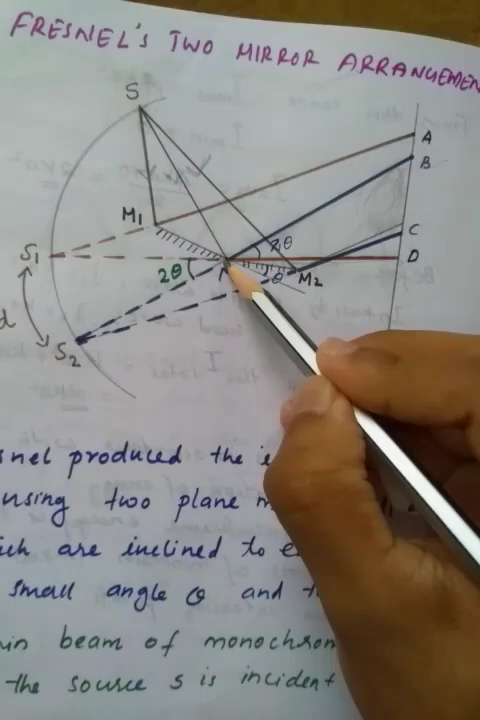 FRESNEL'S TWO MIRROR ARRANGEMEN
S
A
B
M1
C
S1
2θ
D
2θ
θ
M2
d
S2
snel produced the
using two plane
ich are inclined to
small angle θ and
in beam of monochrom
the source S is incident